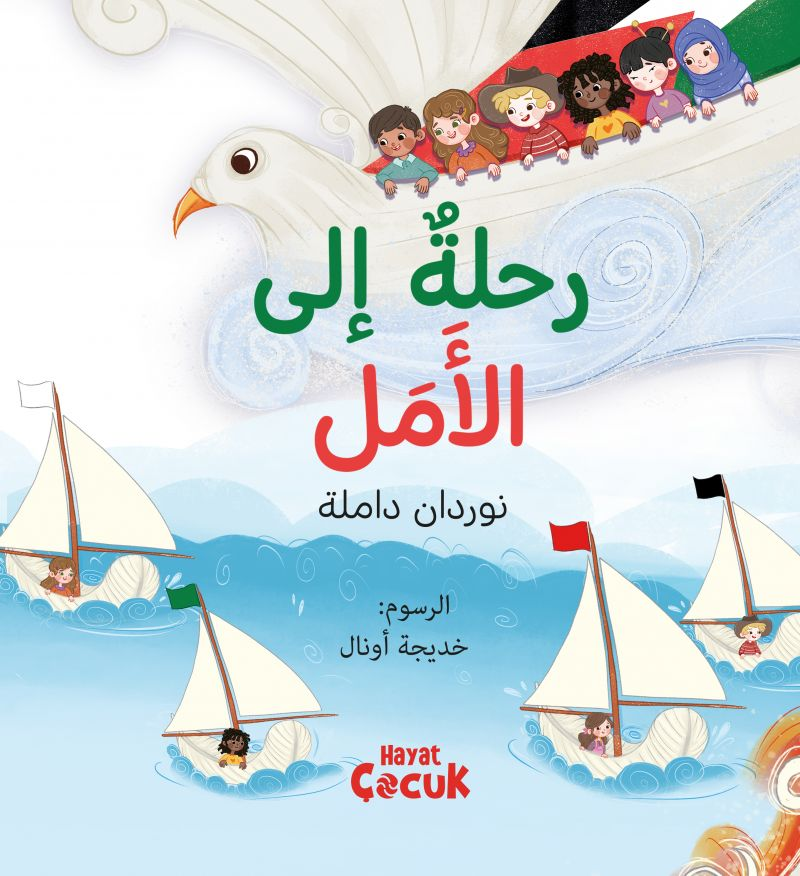 رحلةٌ إلى
الأَمَل
نوردان داملة
الرسوم:
خديجة أونال
Hayat
Çocuk